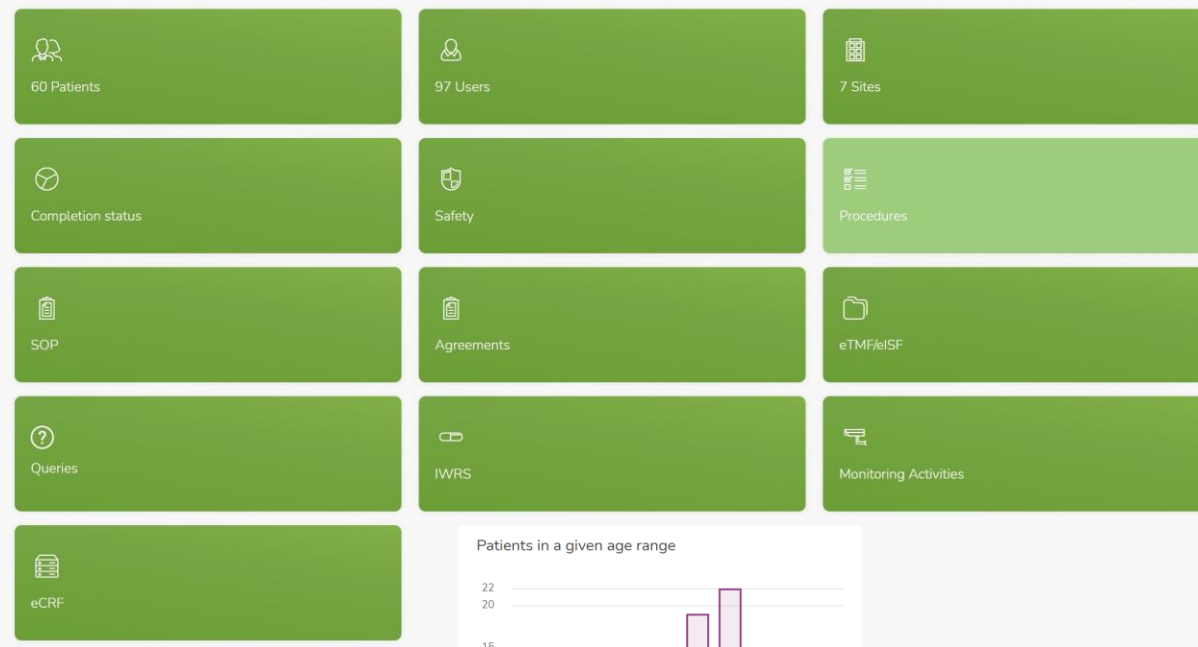 60 Patients
97 Users
7 Sites
Completion status
Safety
Procedures
SOP
Agreements
eTMF/eISF
Queries
IWRS
Monitoring Activities
eCRF
Patients in a given age range
22
20
15